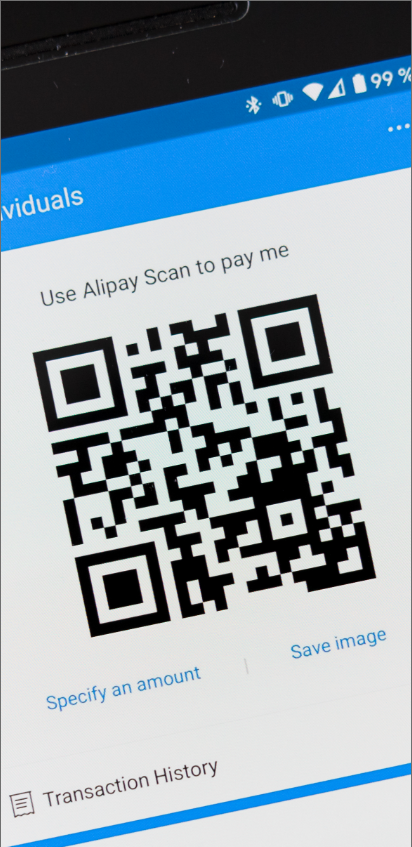 99 %
ividuals
Use Alipay Scan to pay me
Specify an amount
Save image
Transaction History